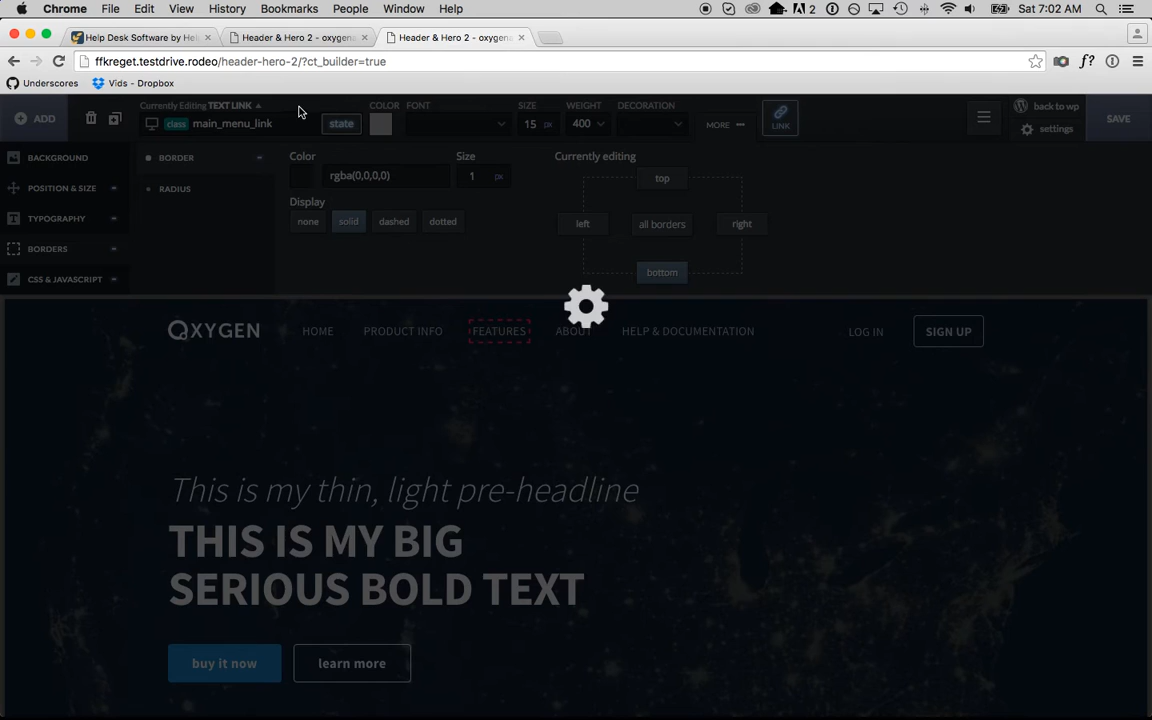 Chrome File Edit View History Bookmarks People Window Help
2 Sat 7:02 AM
Help Desk Software by He
Header & Hero 2 - oxygena
Header & Hero 2 - oxygena
ffkreget.testdrive.rodeo/header-hero-2/?ct_builder=true
Underscores Vids - Dropbox
ADD
Currently Editing TEXT LINK
class main_menu_link
state
COLOR FONT SIZE WEIGHT DECORATION
15 px 400
MORE
LINK
back to wp
settings
SAVE
BACKGROUND
POSITION & SIZE
TYPOGRAPHY
BORDERS
CSS & JAVASCRIPT
BORDER
RADIUS
Color Size
rgba(0,0,0,0) 1 px
Display
none solid dashed dotted
Currently editing
top
left all borders right
bottom
OXYGEN HOME PRODUCT INFO FEATURES ABOUT HELP & DOCUMENTATION LOG IN SIGN UP
This is my thin, light pre-headline
THIS IS MY BIG
SERIOUS BOLD TEXT
buy it now learn more